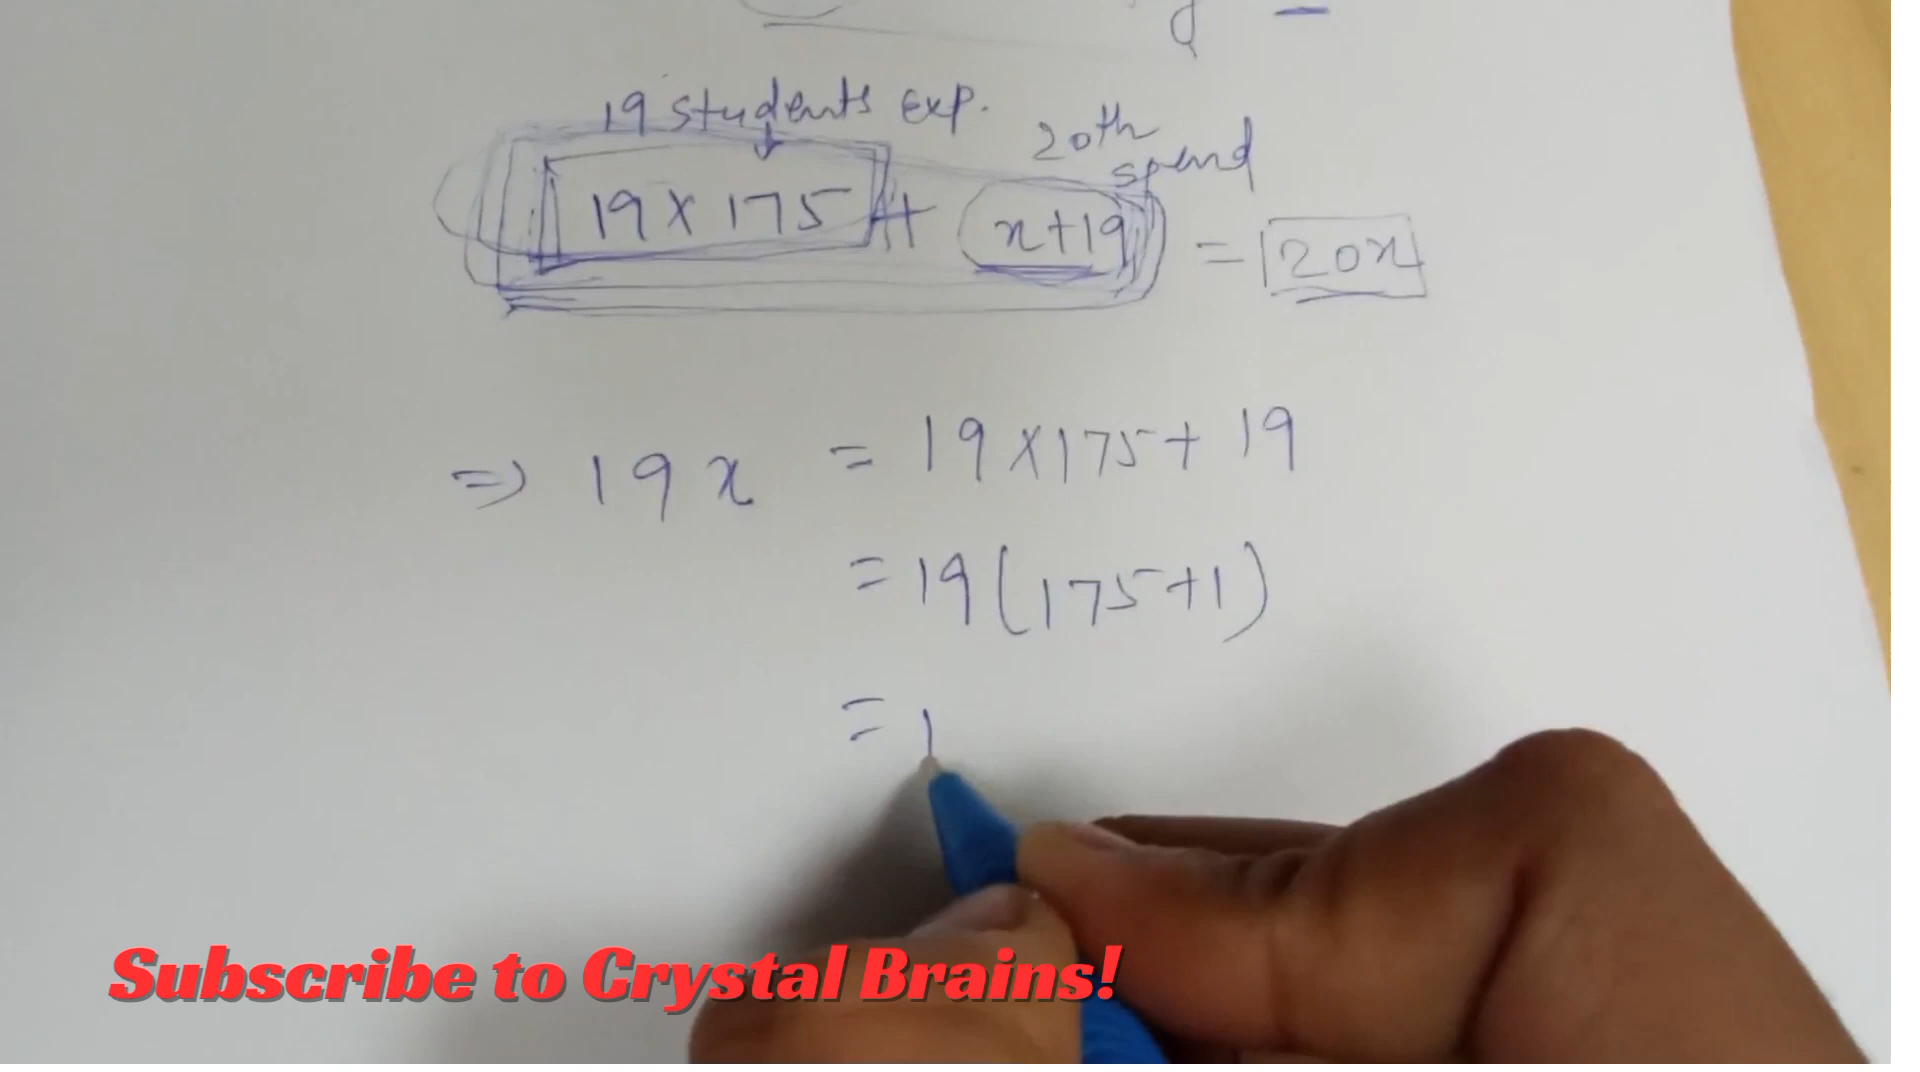 19 students exp.
20th
spend
19 x 175 + x+19 = 20x
=> 19x = 19 x 175 + 19
= 19(175+1)
= 1
Subscribe to Crystal Brains!